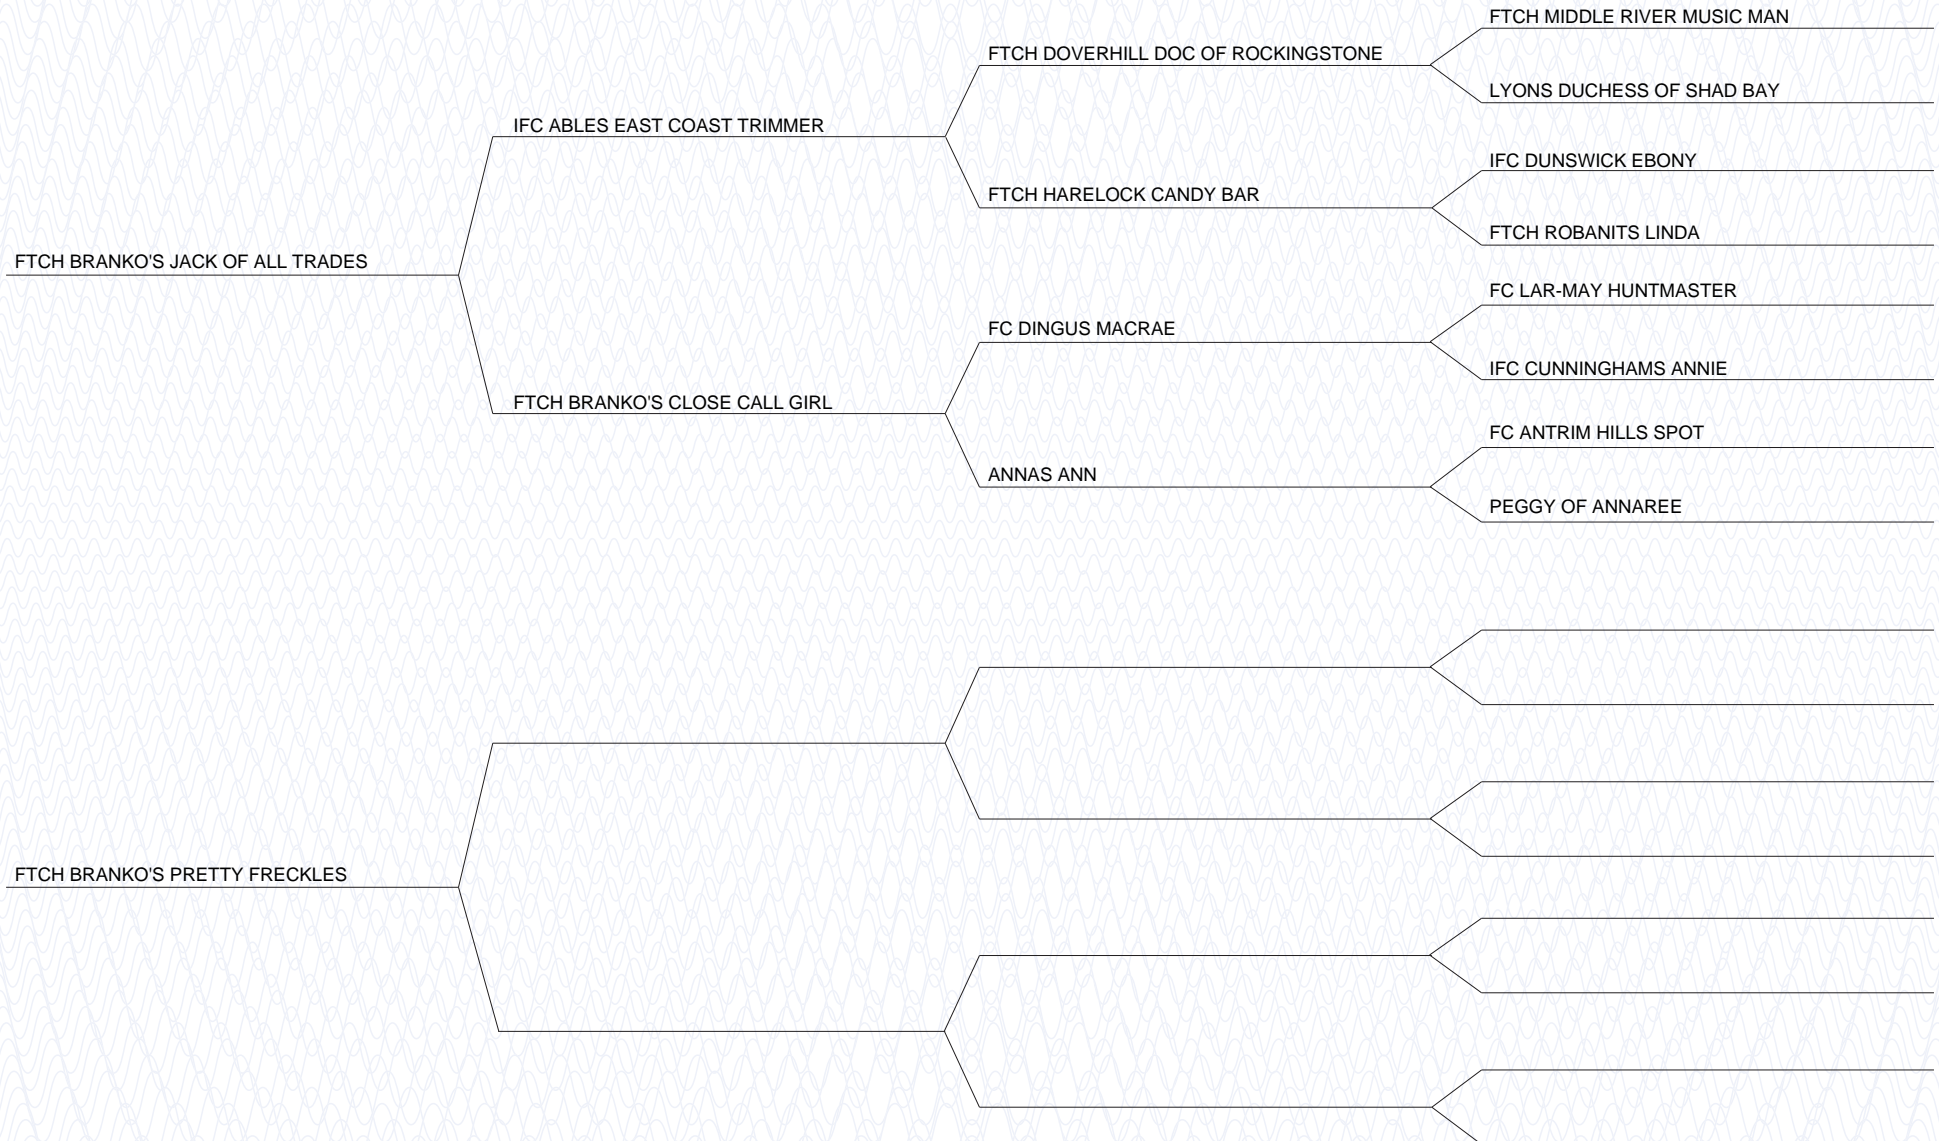 FTCH MIDDLE RIVER MUSIC MAN
FTCH DOVERHILL DOC OF ROCKINGSTONE
LYONS DUCHESS OF SHAD BAY
IFC ABLES EAST COAST TRIMMER
IFC DUNSWICK EBONY
FTCH HARELOCK CANDY BAR
FTCH ROBANITS LINDA
FTCH BRANKO'S JACK OF ALL TRADES
FC LAR-MAY HUNTMASTER
FC DINGUS MACRAE
IFC CUNNINGHAMS ANNIE
FTCH BRANKO'S CLOSE CALL GIRL
FC ANTRIM HILLS SPOT
ANNAS ANN
PEGGY OF ANNAREE
FTCH BRANKO'S PRETTY FRECKLES